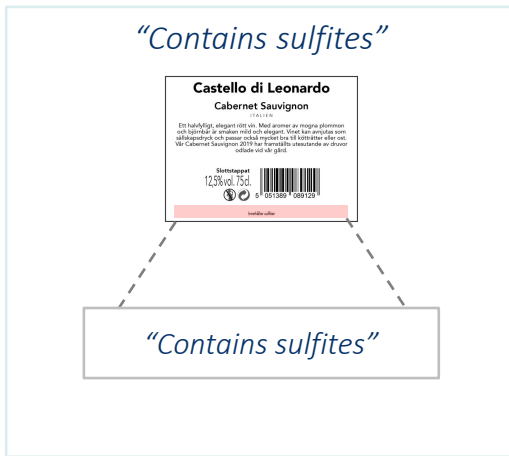 “Contains sulfites”
Castello di Leonardo
Cabernet Sauvignon
ITALIEN
Ett halvfylligt, elegant rött vin. Med aromer av mogna plommon
och björnbär är smaken mild och elegant. Vinet kan avnjutas som
sällskapsdryck och passar också mycket bra till kötträtter eller ost.
Vår Cabernet Sauvignon 2019 har framställts uteslutande av druvor
odlade vid vår gård.
Slottstappat
12,5% vol. 75 cl.
5 051389 089129
Innehåller sulfiter
“Contains sulfites”